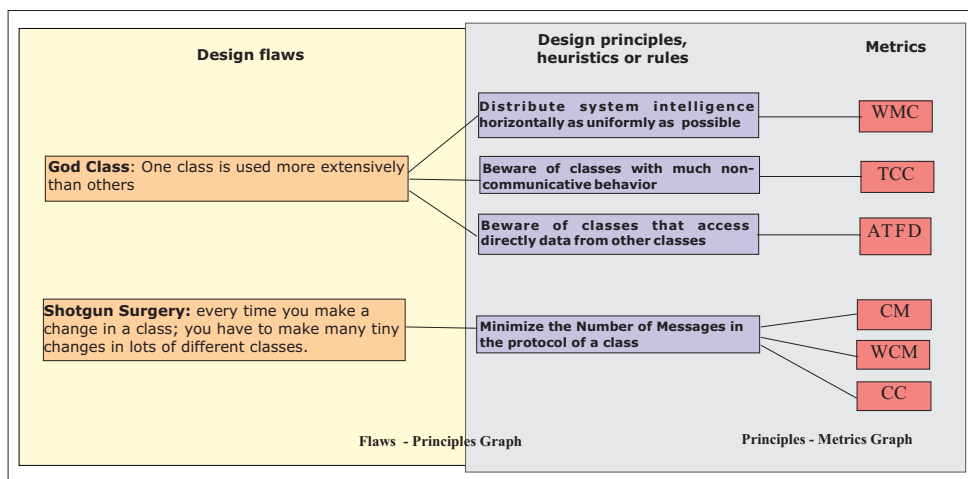 Design flaws
Design principles,
heuristics or rules
Metrics
Distribute system intelligence
horizontally as uniformly as possible
WMC
God Class: One class is used more extensively
than others
Beware of classes with much non-
communicative behavior
TCC
Beware of classes that access
directly data from other classes
ATFD
Shotgun Surgery: every time you make a
change in a class; you have to make many tiny
changes in lots of different classes.
Minimize the Number of Messages in
the protocol of a class
CM
WCM
CC
Flaws - Principles Graph
Principles - Metrics Graph